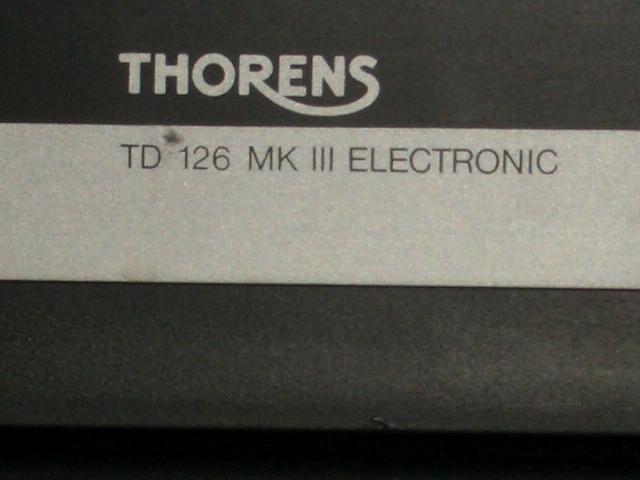 THORENS
TD 126 MK III ELECTRONIC